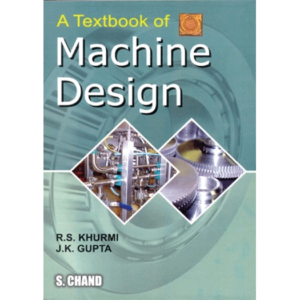 A Textbook of
Machine
Design
R.S. KHURMI
J.K. GUPTA
S. CHAND